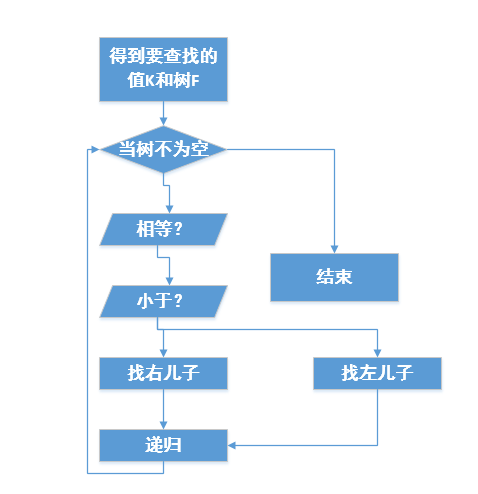 得到要查找的
值K和树F
当树不为空
相等？
结束
小于？
找右儿子
找左儿子
递归